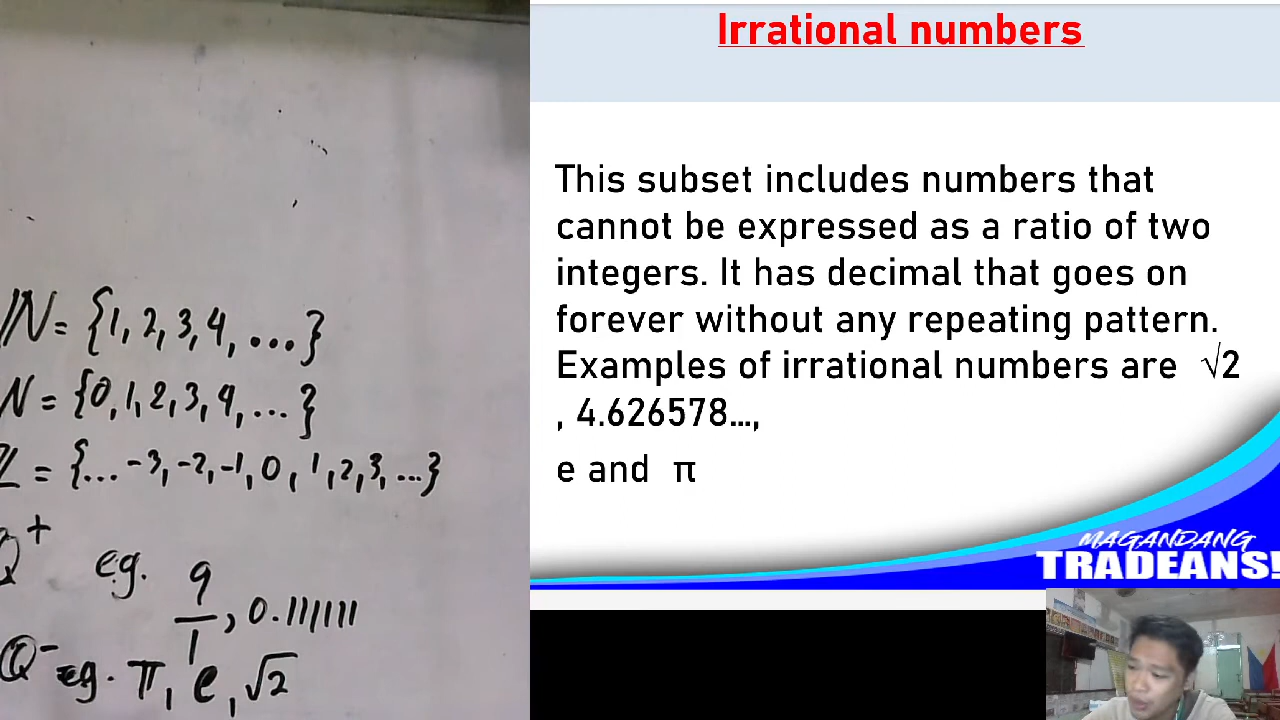 N = {1, 2, 3, 4, ...}
N = {0, 1, 2, 3, 4, ...}
Z = {... -3, -2, -1, 0, 1, 2, 3, ...}
Q⁺ e.g. 9/1, 0.111111
Q⁻ eg. π, e, √2
Irrational numbers
This subset includes numbers that
cannot be expressed as a ratio of two
integers. It has decimal that goes on
forever without any repeating pattern.
Examples of irrational numbers are √2
, 4.626578...,
e and π
MAGANDANG
TRADEANS!